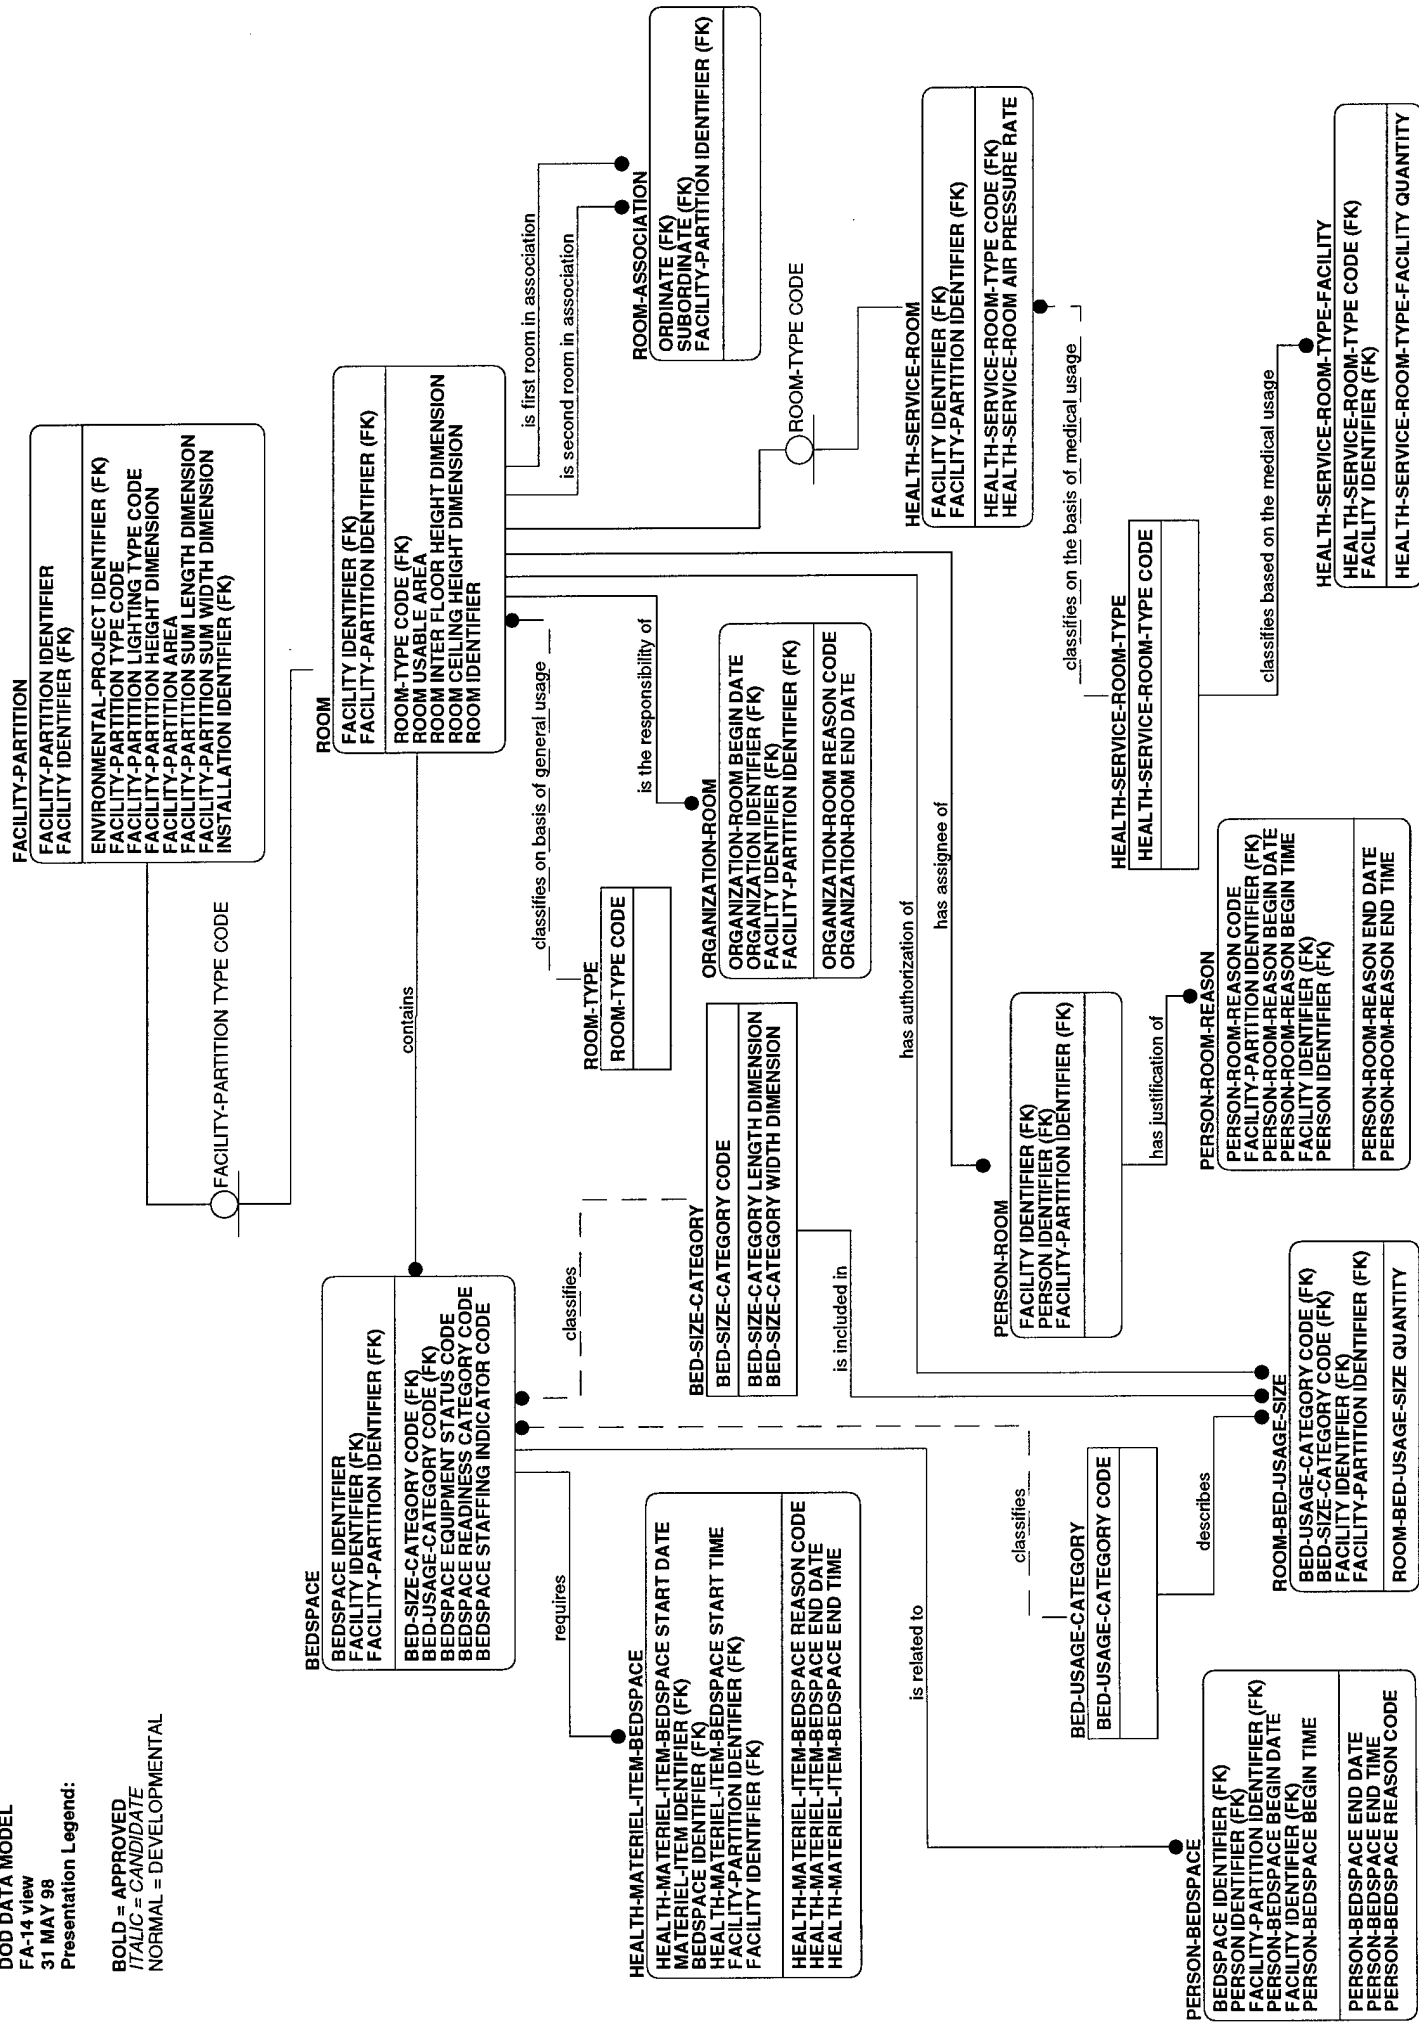 DOD DATA MODEL
FA-14 view
31 MAY 98
Presentation Legend:
BOLD = APPROVED
ITALIC = CANDIDATE
NORMAL = DEVELOPMENTAL
FACILITY-PARTITION
FACILITY-PARTITION IDENTIFIER
FACILITY IDENTIFIER (FK)
ENVIRONMENTAL-PROJECT IDENTIFIER (FK)
FACILITY-PARTITION TYPE CODE
FACILITY-PARTITION LIGHTING TYPE CODE
FACILITY-PARTITION HEIGHT DIMENSION
FACILITY-PARTITION AREA
FACILITY-PARTITION SUM LENGTH DIMENSION
FACILITY-PARTITION SUM WIDTH DIMENSION
INSTALLATION IDENTIFIER (FK)
FACILITY-PARTITION TYPE CODE
BEDSPACE
BEDSPACE IDENTIFIER
FACILITY IDENTIFIER (FK)
FACILITY-PARTITION IDENTIFIER (FK)
BED-SIZE-CATEGORY CODE (FK)
BED-USAGE-CATEGORY CODE (FK)
BEDSPACE EQUIPMENT STATUS CODE
BEDSPACE READINESS CATEGORY CODE
BEDSPACE STAFFING INDICATOR CODE
contains
ROOM
FACILITY IDENTIFIER (FK)
FACILITY-PARTITION IDENTIFIER (FK)
ROOM-TYPE CODE (FK)
ROOM USABLE AREA
ROOM INTER FLOOR HEIGHT DIMENSION
ROOM CEILING HEIGHT DIMENSION
ROOM IDENTIFIER
is first room in association
is second room in association
ROOM-ASSOCIATION
ORDINATE (FK)
SUBORDINATE (FK)
FACILITY-PARTITION IDENTIFIER (FK)
requires
classifies
classifies on basis of general usage
is the responsibility of
HEALTH-MATERIEL-ITEM-BEDSPACE
HEALTH-MATERIEL-ITEM-BEDSPACE START DATE
MATERIEL-ITEM IDENTIFIER (FK)
BEDSPACE IDENTIFIER (FK)
HEALTH-MATERIEL-ITEM-BEDSPACE START TIME
FACILITY-PARTITION IDENTIFIER (FK)
FACILITY IDENTIFIER (FK)
HEALTH-MATERIEL-ITEM-BEDSPACE REASON CODE
HEALTH-MATERIEL-ITEM-BEDSPACE END DATE
HEALTH-MATERIEL-ITEM-BEDSPACE END TIME
BED-SIZE-CATEGORY
BED-SIZE-CATEGORY CODE
BED-SIZE-CATEGORY LENGTH DIMENSION
BED-SIZE-CATEGORY WIDTH DIMENSION
is included in
ROOM-TYPE
ROOM-TYPE CODE
ORGANIZATION-ROOM
ORGANIZATION-ROOM BEGIN DATE
ORGANIZATION IDENTIFIER (FK)
FACILITY IDENTIFIER (FK)
FACILITY-PARTITION IDENTIFIER (FK)
ORGANIZATION-ROOM REASON CODE
ORGANIZATION-ROOM END DATE
ROOM-TYPE CODE
HEALTH-SERVICE-ROOM
FACILITY IDENTIFIER (FK)
FACILITY-PARTITION IDENTIFIER (FK)
HEALTH-SERVICE-ROOM-TYPE CODE (FK)
HEALTH-SERVICE-ROOM AIR PRESSURE RATE
is related to
classifies
has authorization of
has assignee of
classifies on the basis of medical usage
BED-USAGE-CATEGORY
BED-USAGE-CATEGORY CODE
describes
PERSON-ROOM
FACILITY IDENTIFIER (FK)
PERSON IDENTIFIER (FK)
FACILITY-PARTITION IDENTIFIER (FK)
has justification of
HEALTH-SERVICE-ROOM-TYPE
HEALTH-SERVICE-ROOM-TYPE CODE
classifies based on the medical usage
PERSON-BEDSPACE
BEDSPACE IDENTIFIER (FK)
PERSON IDENTIFIER (FK)
FACILITY-PARTITION IDENTIFIER (FK)
PERSON-BEDSPACE BEGIN DATE
FACILITY IDENTIFIER (FK)
PERSON-BEDSPACE BEGIN TIME
PERSON-BEDSPACE END DATE
PERSON-BEDSPACE END TIME
PERSON-BEDSPACE REASON CODE
ROOM-BED-USAGE-SIZE
BED-USAGE-CATEGORY CODE (FK)
BED-SIZE-CATEGORY CODE (FK)
FACILITY IDENTIFIER (FK)
FACILITY-PARTITION IDENTIFIER (FK)
ROOM-BED-USAGE-SIZE QUANTITY
PERSON-ROOM-REASON
PERSON-ROOM-REASON CODE
FACILITY-PARTITION IDENTIFIER (FK)
PERSON-ROOM-REASON BEGIN DATE
PERSON-ROOM-REASON BEGIN TIME
FACILITY IDENTIFIER (FK)
PERSON IDENTIFIER (FK)
PERSON-ROOM-REASON END DATE
PERSON-ROOM-REASON END TIME
HEALTH-SERVICE-ROOM-TYPE-FACILITY
HEALTH-SERVICE-ROOM-TYPE CODE (FK)
FACILITY IDENTIFIER (FK)
HEALTH-SERVICE-ROOM-TYPE-FACILITY QUANTITY